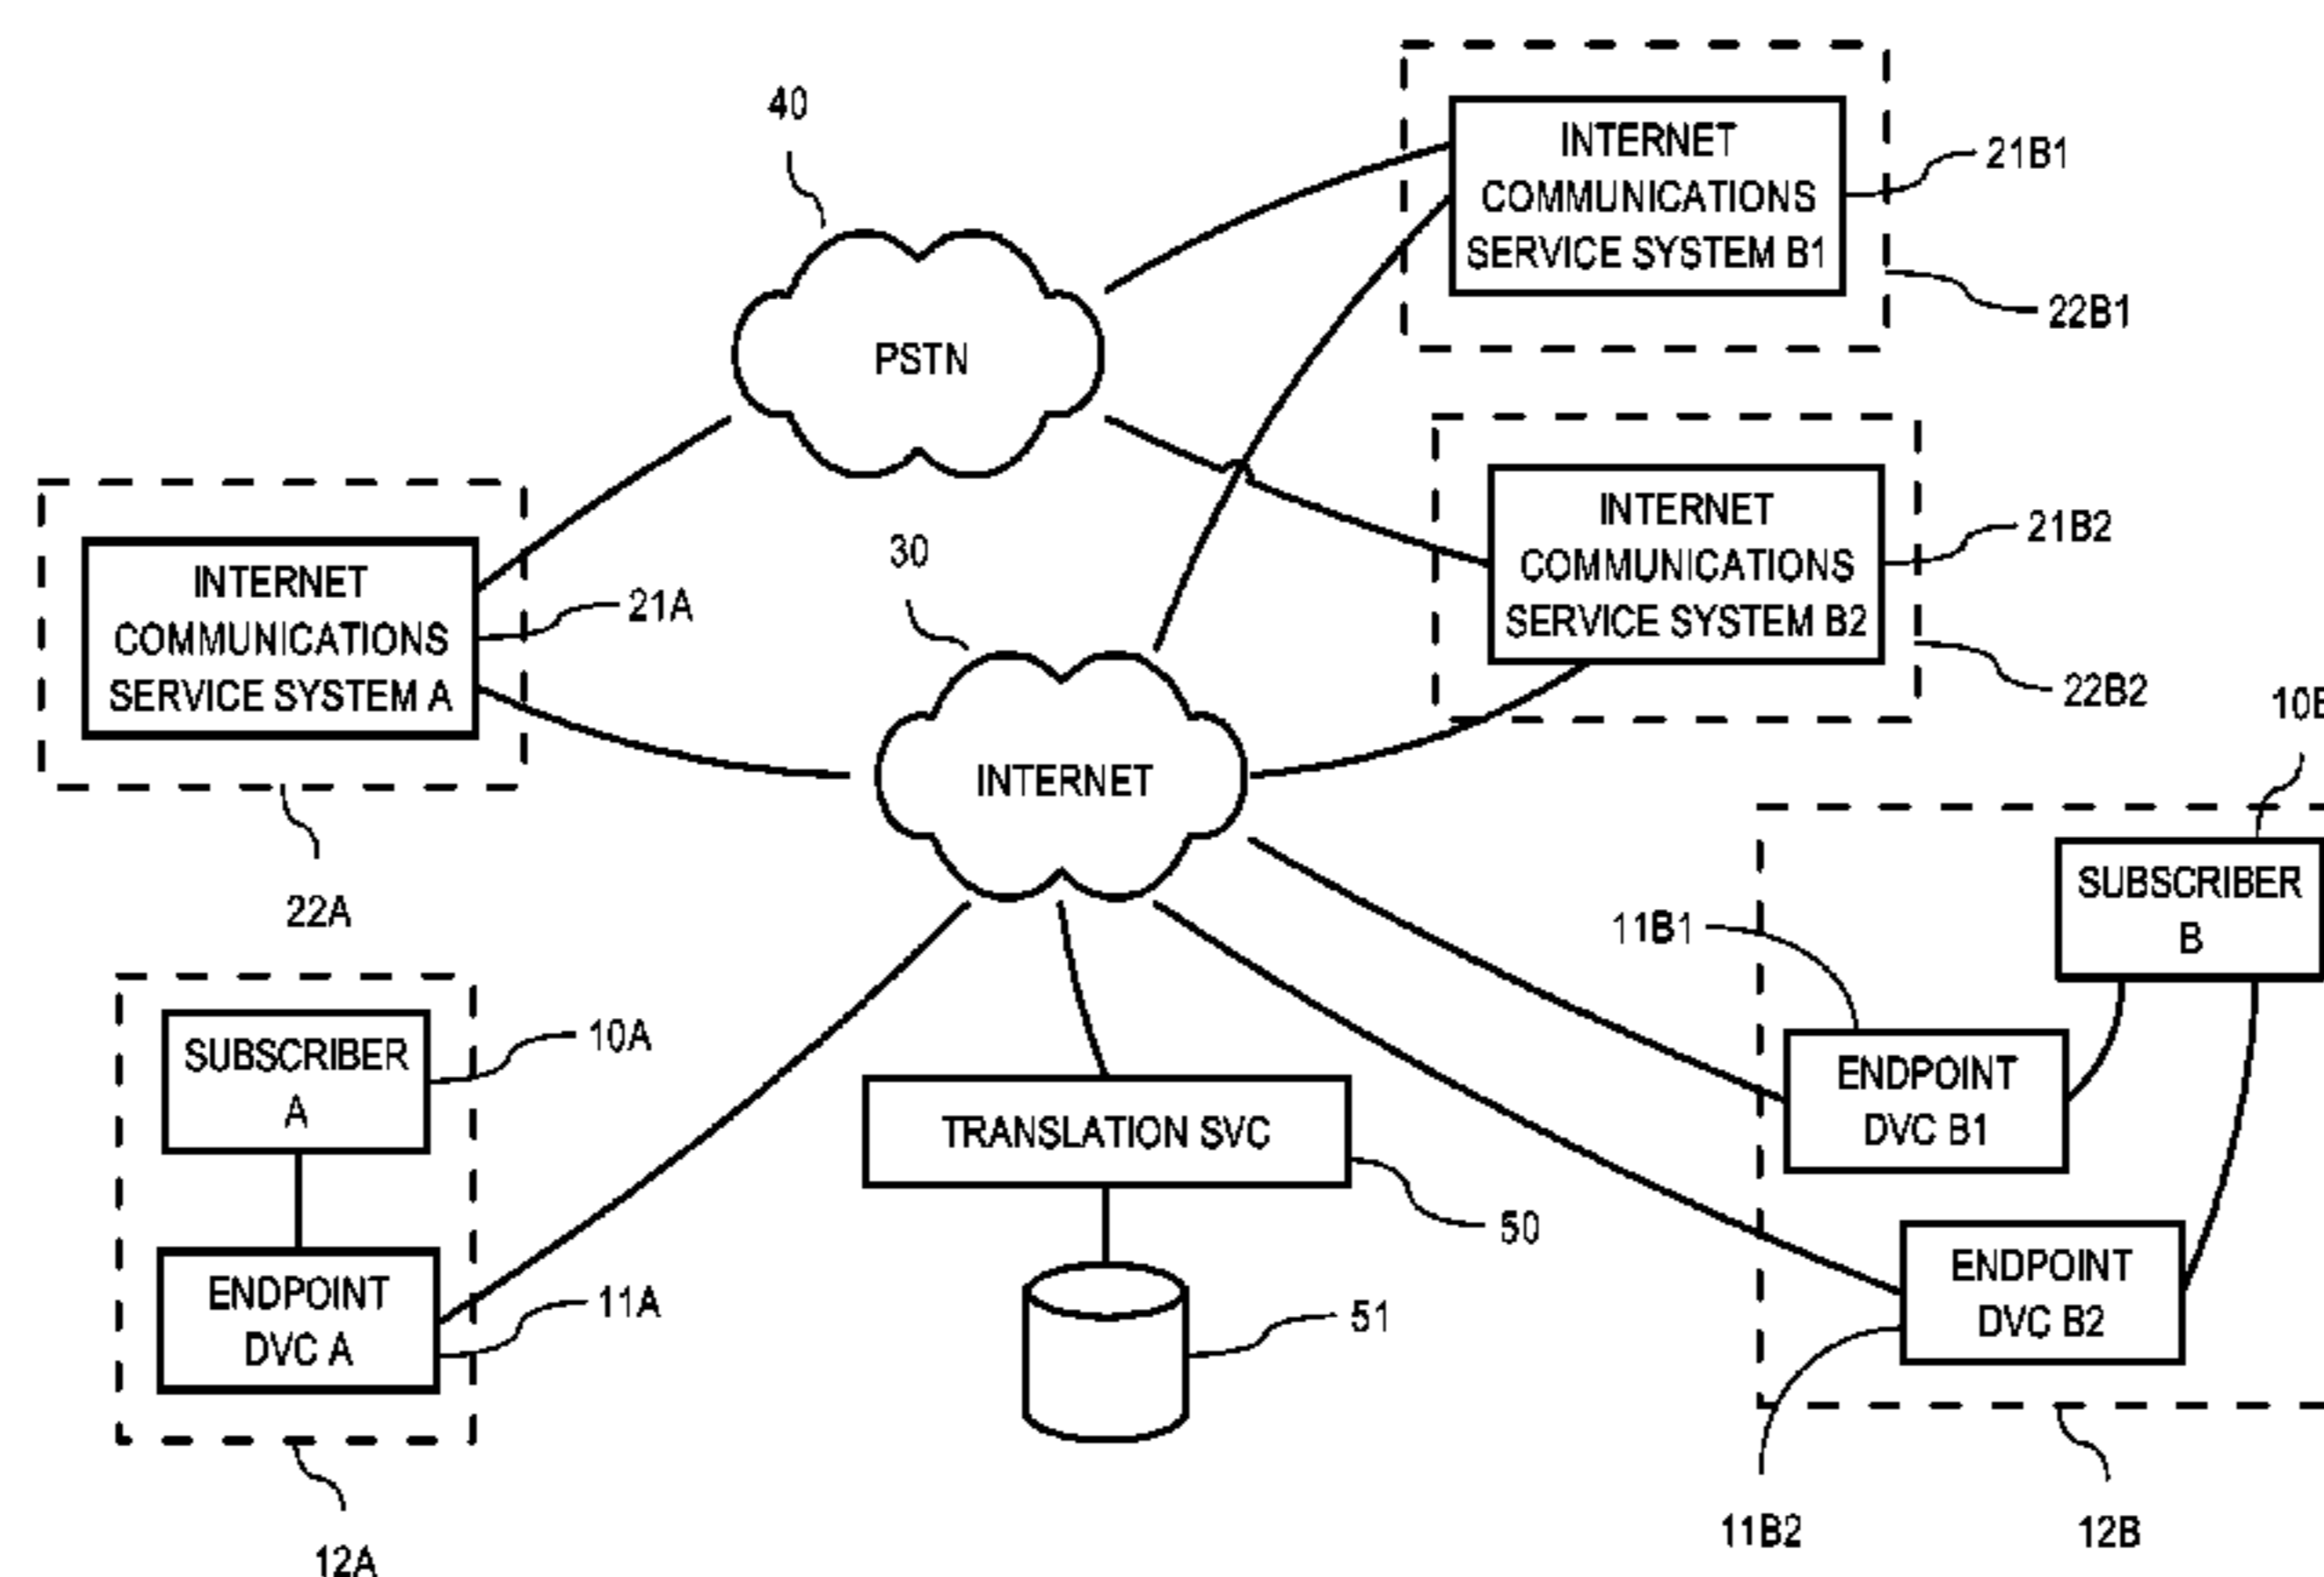 40
INTERNET
COMMUNICATIONS
SERVICE SYSTEM B1
21B1
22B1
PSTN
INTERNET
COMMUNICATIONS
SERVICE SYSTEM B2
21B2
22B2
30
INTERNET
COMMUNICATIONS
SERVICE SYSTEM A
21A
22A
INTERNET
10B
SUBSCRIBER
B
11B1
ENDPOINT
DVC B1
SUBSCRIBER
A
10A
TRANSLATION SVC
50
ENDPOINT
DVC B2
ENDPOINT
DVC A
11A
51
11B2
12B
12A